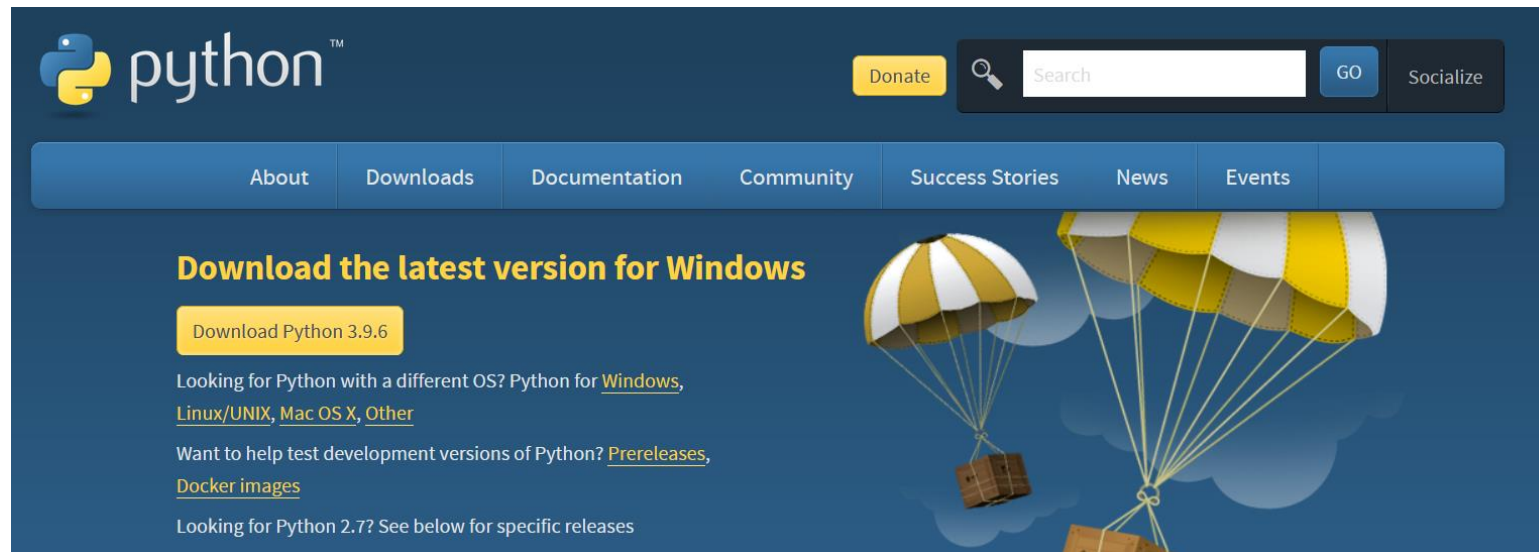 python™
Donate
Search
GO
Socialize
About Downloads Documentation Community Success Stories News Events
Download the latest version for Windows
Download Python 3.9.6
Looking for Python with a different OS? Python for Windows,
Linux/UNIX, Mac OS X, Other
Want to help test development versions of Python? Prereleases,
Docker images
Looking for Python 2.7? See below for specific releases